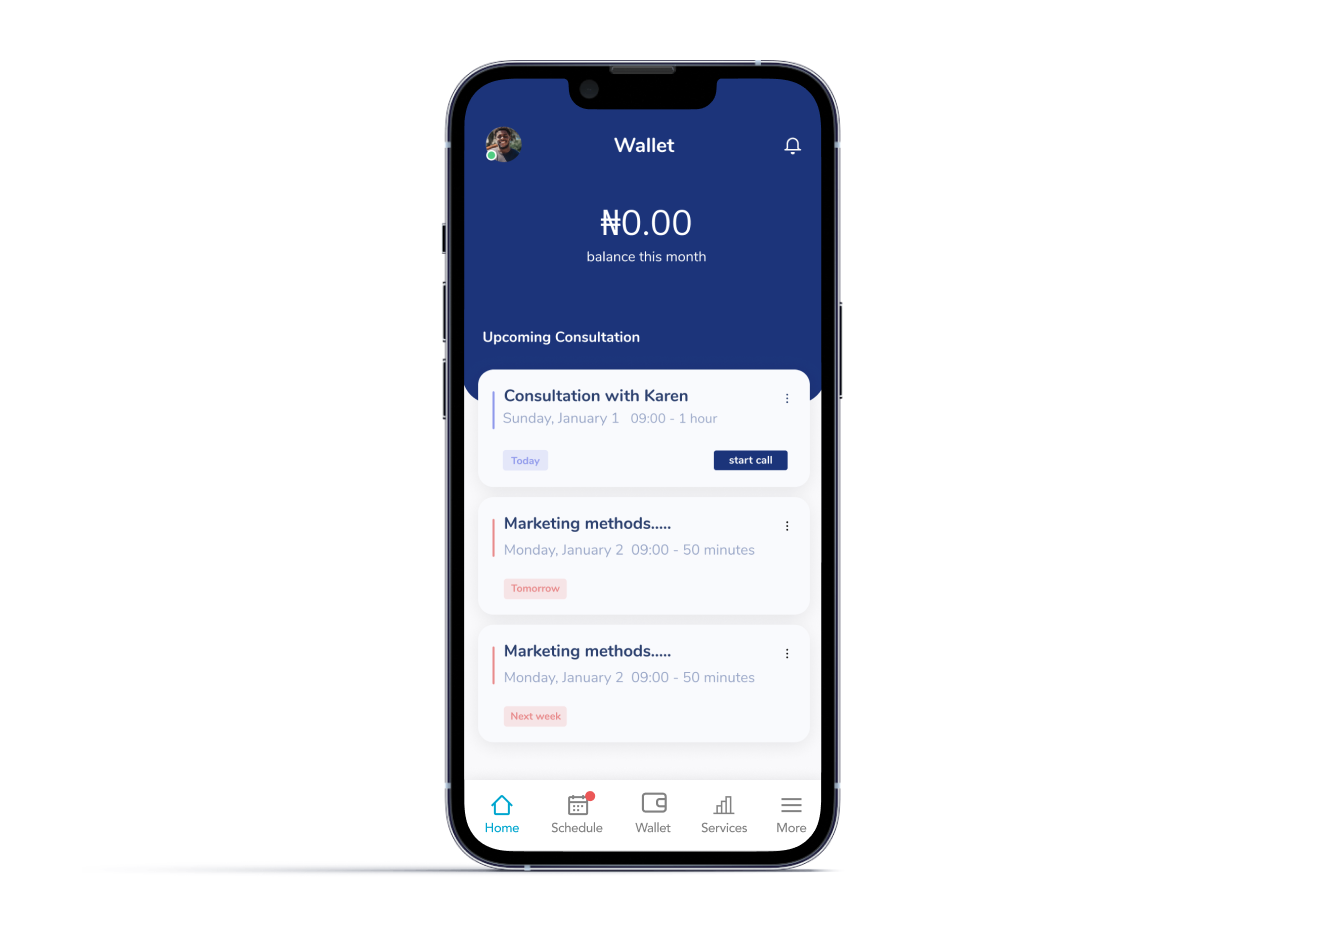 Wallet
₦0.00
balance this month
Upcoming Consultation
Consultation with Karen
Sunday, January 1 09:00 - 1 hour
Today start call
Marketing methods.....
Monday, January 2 09:00 - 50 minutes
Tomorrow
Marketing methods.....
Monday, January 2 09:00 - 50 minutes
Next week
Home Schedule Wallet Services More